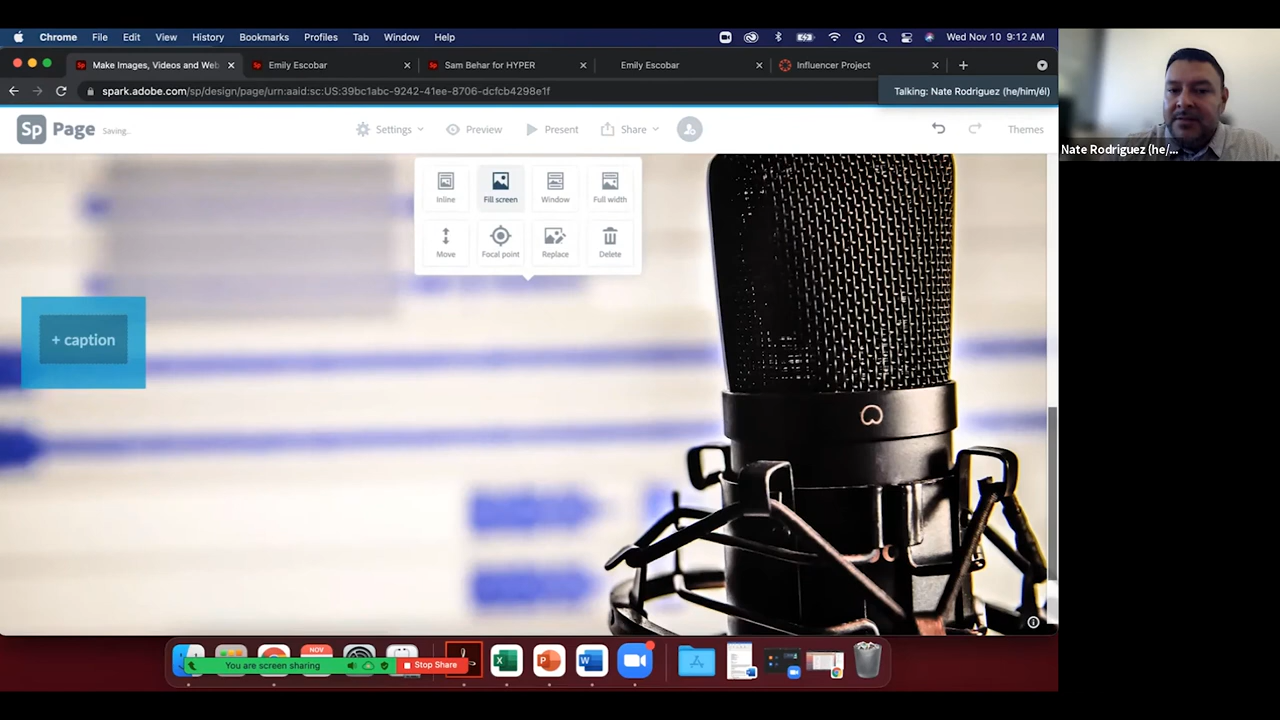 Chrome File Edit View History Bookmarks Profiles Tab Window Help Wed Nov 10 9:12 AM
Make Images, Videos and Web Emily Escobar Sam Behar for HYPER Emily Escobar Influencer Project
spark.adobe.com/sp/design/page/urn:aaid:sc:US:39bc1abc-9242-41ee-8706-dcfcb4298e1f
Talking: Nate Rodriguez (he/him/él)
Sp Page Saving.. Settings Preview Present Share Themes
Nate Rodriguez (he/...
Inline Fill screen Window Full width
Move Focal point Replace Delete
+ caption
NOV
You are screen sharing Stop Share